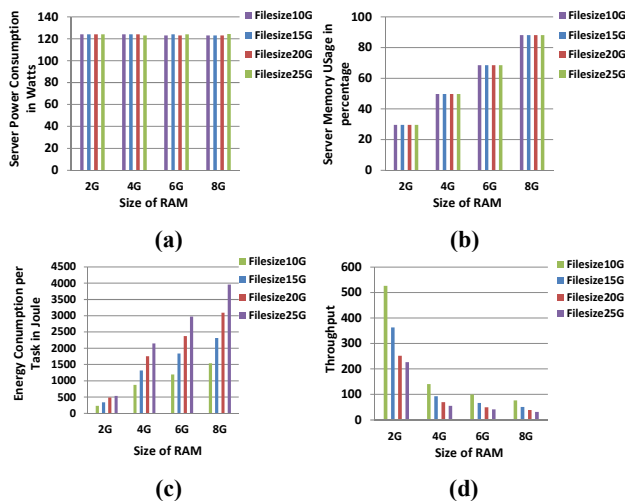 Server Power Consumption
in Watts
140
120
100
80
60
40
20
0
2G 4G 6G 8G
Size of RAM
Filesize10G
Filesize15G
Filesize20G
Filesize25G
(a)
Server Memory USage in
percentage
100
80
60
40
20
0
2G 4G 6G 8G
Size of RAM
Filesize10G
Filesize15G
Filesize20G
Filesize25G
(b)
Energy Conumption per
Task in Joule
4500
4000
3500
3000
2500
2000
1500
1000
500
0
2G 4G 6G 8G
Size of RAM
Filesize10G
Filesize15G
Filesize20G
Filesize25G
(c)
Throughput
600
500
400
300
200
100
0
2G 4G 6G 8G
Size of RAM
Filesize10G
Filesize15G
Filesize20G
Filesize25G
(d)